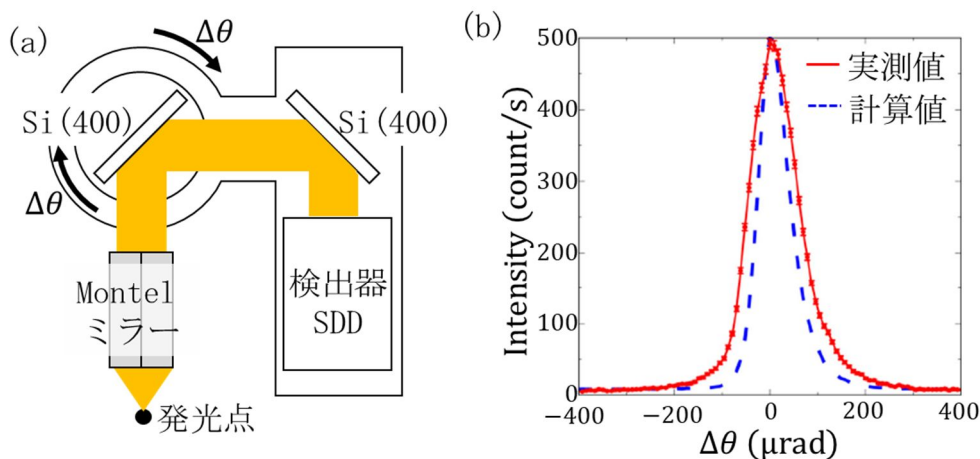 (a)
Δθ
Si(400)
Si(400)
Δθ
Montel
ミラー
検出器
SDD
発光点
(b)
Intensity (count/s)
500
400
300
200
100
0
−400
−200
0
200
400
Δθ (μrad)
実測値
計算値